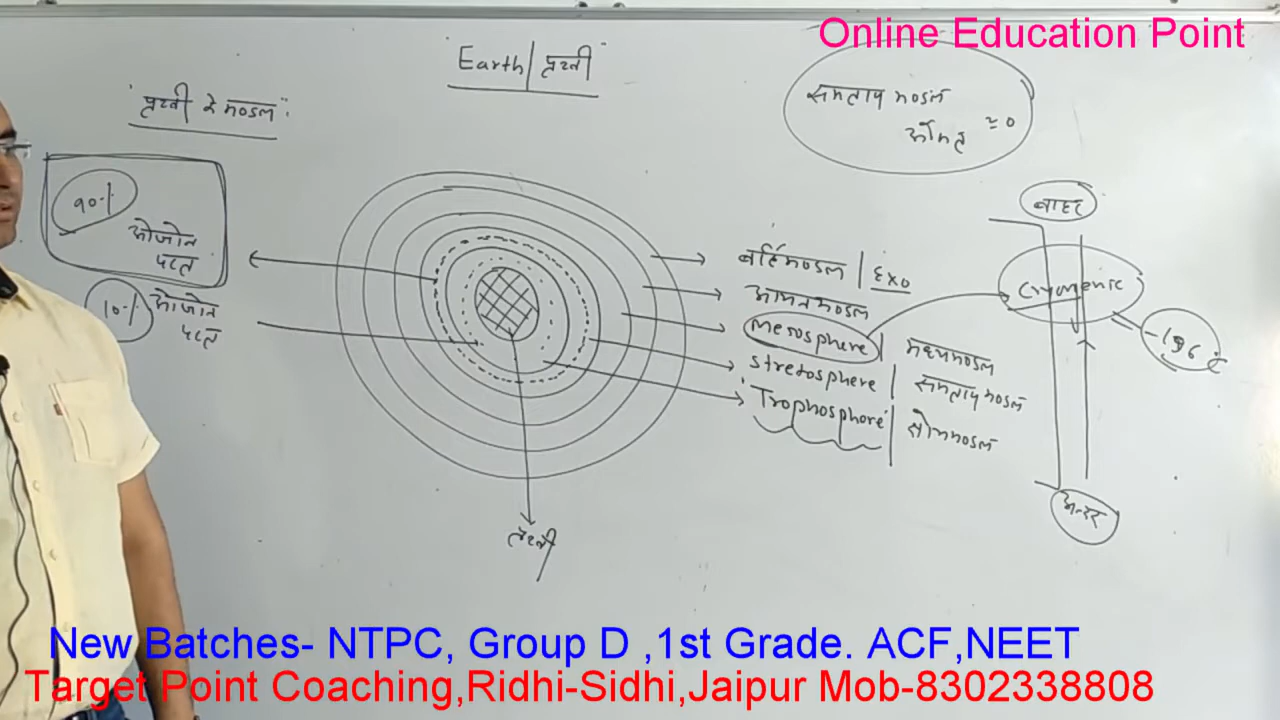 Online Education Point
Earth | पृथ्वी
पृथ्वी के मण्डल :
समताप मण्डल
≈ 0
90%
ओजोन
परत
10% ओजोन
परत
बाहर
बर्हिमण्डल | Exo
आयनमण्डल
Mesosphere | मध्यमण्डल
Stretosphere | समताप मण्डल
Trophosphore | क्षोभमण्डल
Cryogenic
-196 °C
अन्दर
पृथ्वी
New Batches- NTPC, Group D ,1st Grade. ACF,NEET
Target Point Coaching,Ridhi-Sidhi,Jaipur Mob-8302338808